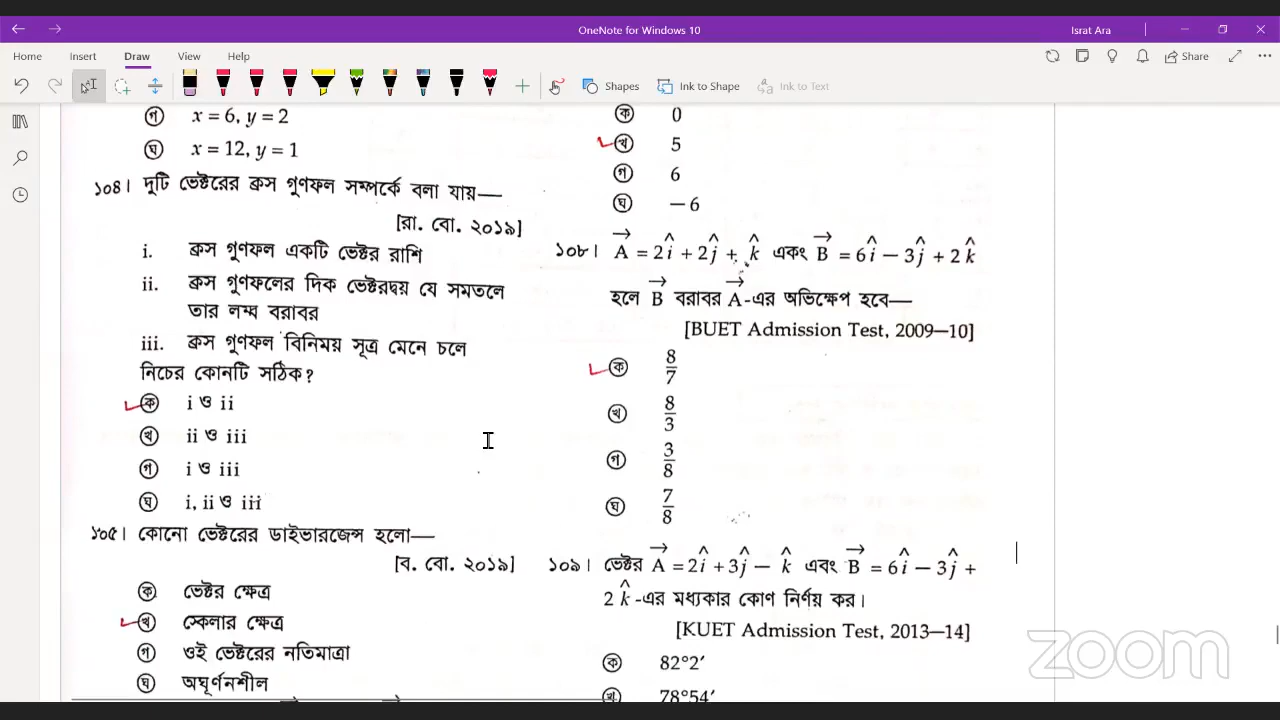 OneNote for Windows 10
Israt Ara
Home Insert Draw View Help
Share
Shapes
Ink to Shape
Ink to Text
গ x = 6, y = 2
ঘ x = 12, y = 1
১০৪। দুটি ভেক্টরের ক্রস গুণফল সম্পর্কে বলা যায়—
[রা. বো. ২০১৯]
i. ক্রস গুণফল একটি ভেক্টর রাশি
ii. ক্রস গুণফলের দিক ভেক্টরদ্বয় যে সমতলে
তার লম্ব বরাবর
iii. ক্রস গুণফল বিনিময় সূত্র মেনে চলে
নিচের কোনটি সঠিক?
ক i ও ii
খ ii ও iii
গ i ও iii
ঘ i, ii ও iii
১০৫। কোনো ভেক্টরের ডাইভারজেন্স হলো—
[ব. বো. ২০১৯]
ক ভেক্টর ক্ষেত্র
খ স্কেলার ক্ষেত্র
গ ওই ভেক্টরের নতিমাত্রা
ঘ অঘূর্ণনশীল
ক 0
খ 5
গ 6
ঘ – 6
১০৮। A⃗ = 2î + 2ĵ + k̂ একং B⃗ = 6î – 3ĵ + 2k̂
হলে B⃗ বরাবর A⃗-এর অভিক্ষেপ হবে—
[BUET Admission Test, 2009–10]
ক 8/7
খ 8/3
গ 3/8
ঘ 7/8
১০৯। ভেক্টর A⃗ = 2î + 3ĵ – k̂ এবং B⃗ = 6î – 3ĵ +
2k̂-এর মধ্যকার কোণ নির্ণয় কর।
[KUET Admission Test, 2013–14]
ক 82°2′
খ 78°54′
zoom